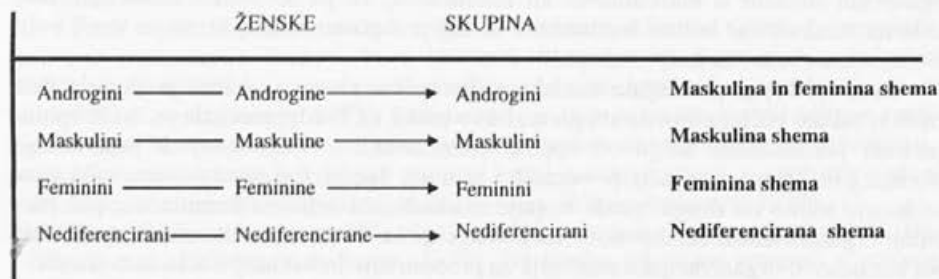 ŽENSKE SKUPINA
Androgini Androgine Androgini Maskulina in feminina shema
Maskulini Maskuline Maskulini Maskulina shema
Feminini Feminine Feminini Feminina shema
Nediferencirani Nediferencirane Nediferencirani Nediferencirana shema